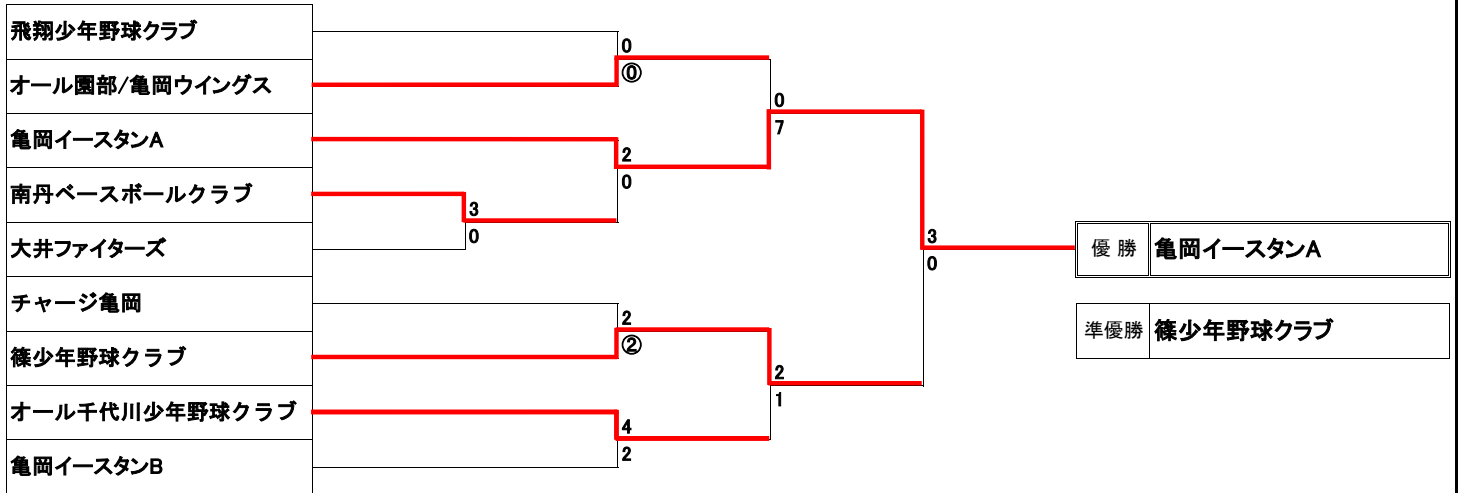 飛翔少年野球クラブ
0
⓪
オール園部/亀岡ウイングス
0
7
亀岡イースタンA
2
0
南丹ベースボールクラブ
3
0
大井ファイターズ
3
0
優 勝 亀岡イースタンA
チャージ亀岡
2
②
準優勝 篠少年野球クラブ
篠少年野球クラブ
2
1
オール千代川少年野球クラブ
4
2
亀岡イースタンB